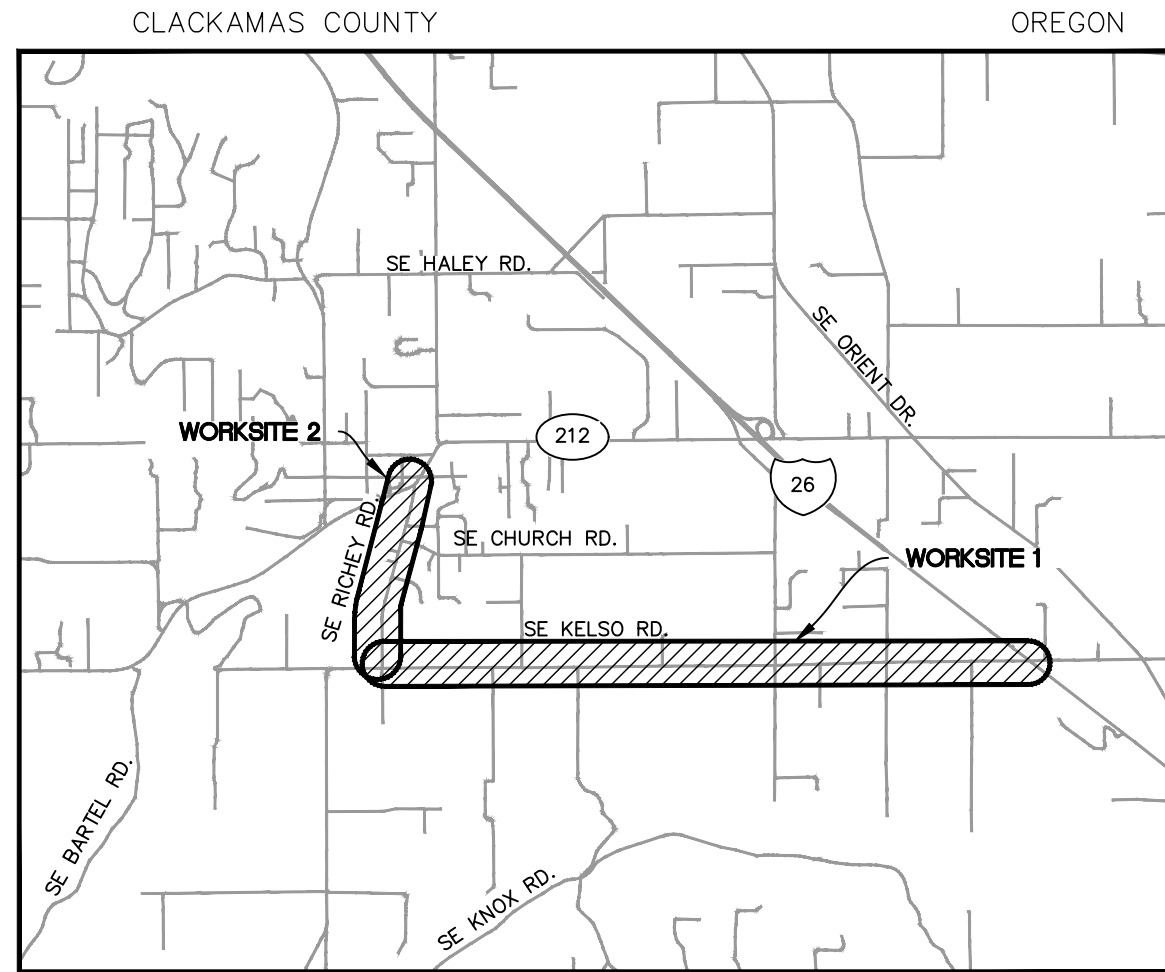 CLACKAMAS COUNTY
OREGON
SE HALEY RD.
SE ORIENT DR.
WORKSITE 2
212
26
SE RICHEY RD.
SE CHURCH RD.
WORKSITE 1
SE KELSO RD.
SE BARTEL RD.
SE KNOX RD.